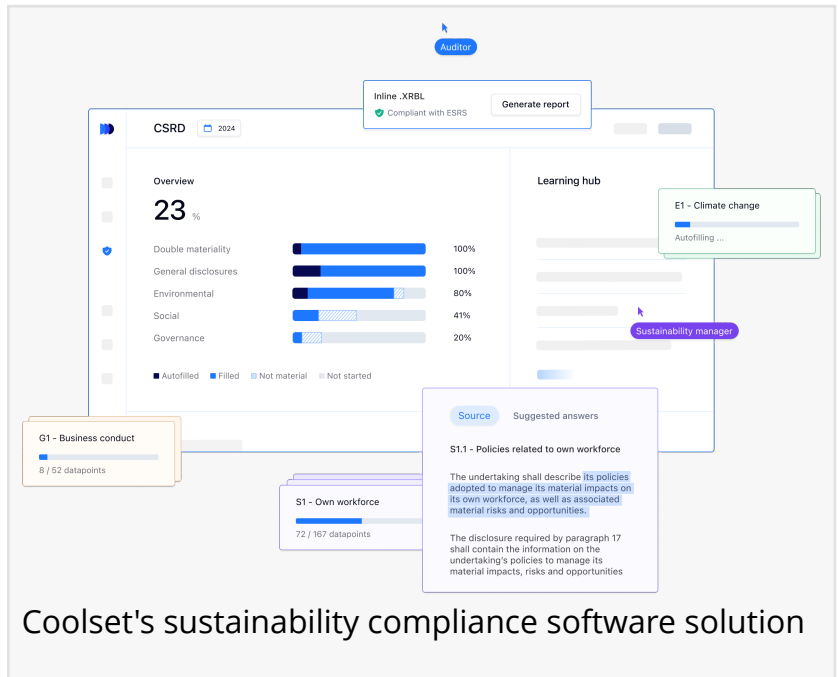 Auditor
Inline .XRBL
Compliant with ESRS
Generate report
CSRD
2024
Overview
23 %
Double materiality 100%
General disclosures 100%
Environmental 80%
Social 41%
Governance 20%
Autofilled Filled Not material Not started
Learning hub
E1 - Climate change
Autofilling ...
Sustainability manager
G1 - Business conduct
8 / 52 datapoints
S1 - Own workforce
72 / 167 datapoints
Source Suggested answers
S1.1 - Policies related to own workforce
The undertaking shall describe its policies
adopted to manage its material impacts on
its own workforce, as well as associated
material risks and opportunities.
The disclosure required by paragraph 17
shall contain the information on the
undertaking's policies to manage its
material impacts, risks and opportunities
Coolset's sustainability compliance software solution